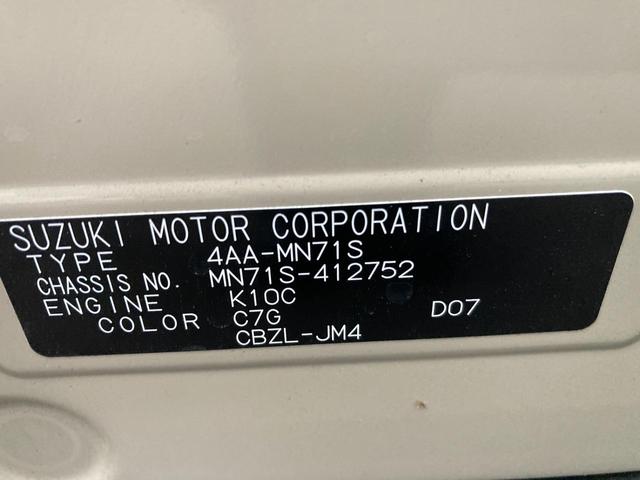 SUZUKI MOTOR CORPORATION
TYPE 4AA-MN71S
CHASSIS NO. MN71S-412752
ENGINE K10C
COLOR C7G D07
CBZL-JM4